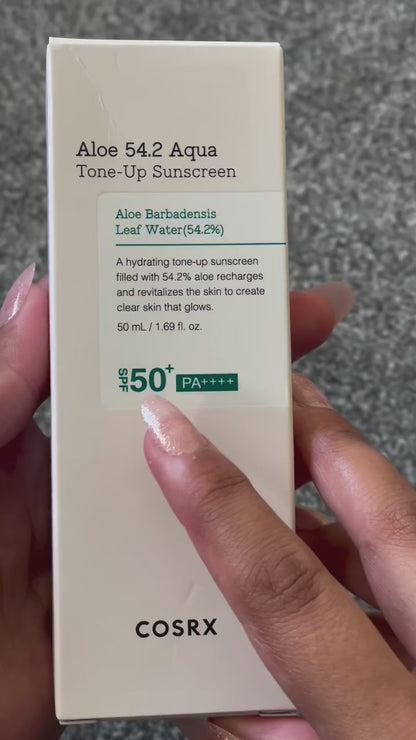 Aloe 54.2 Aqua
Tone-Up Sunscreen
Aloe Barbadensis
Leaf Water(54.2%)
A hydrating tone-up sunscreen
filled with 54.2% aloe recharges
and revitalizes the skin to create
clear skin that glows.
50 mL / 1.69 fl. oz.
SPF 50+ PA++++
COSRX